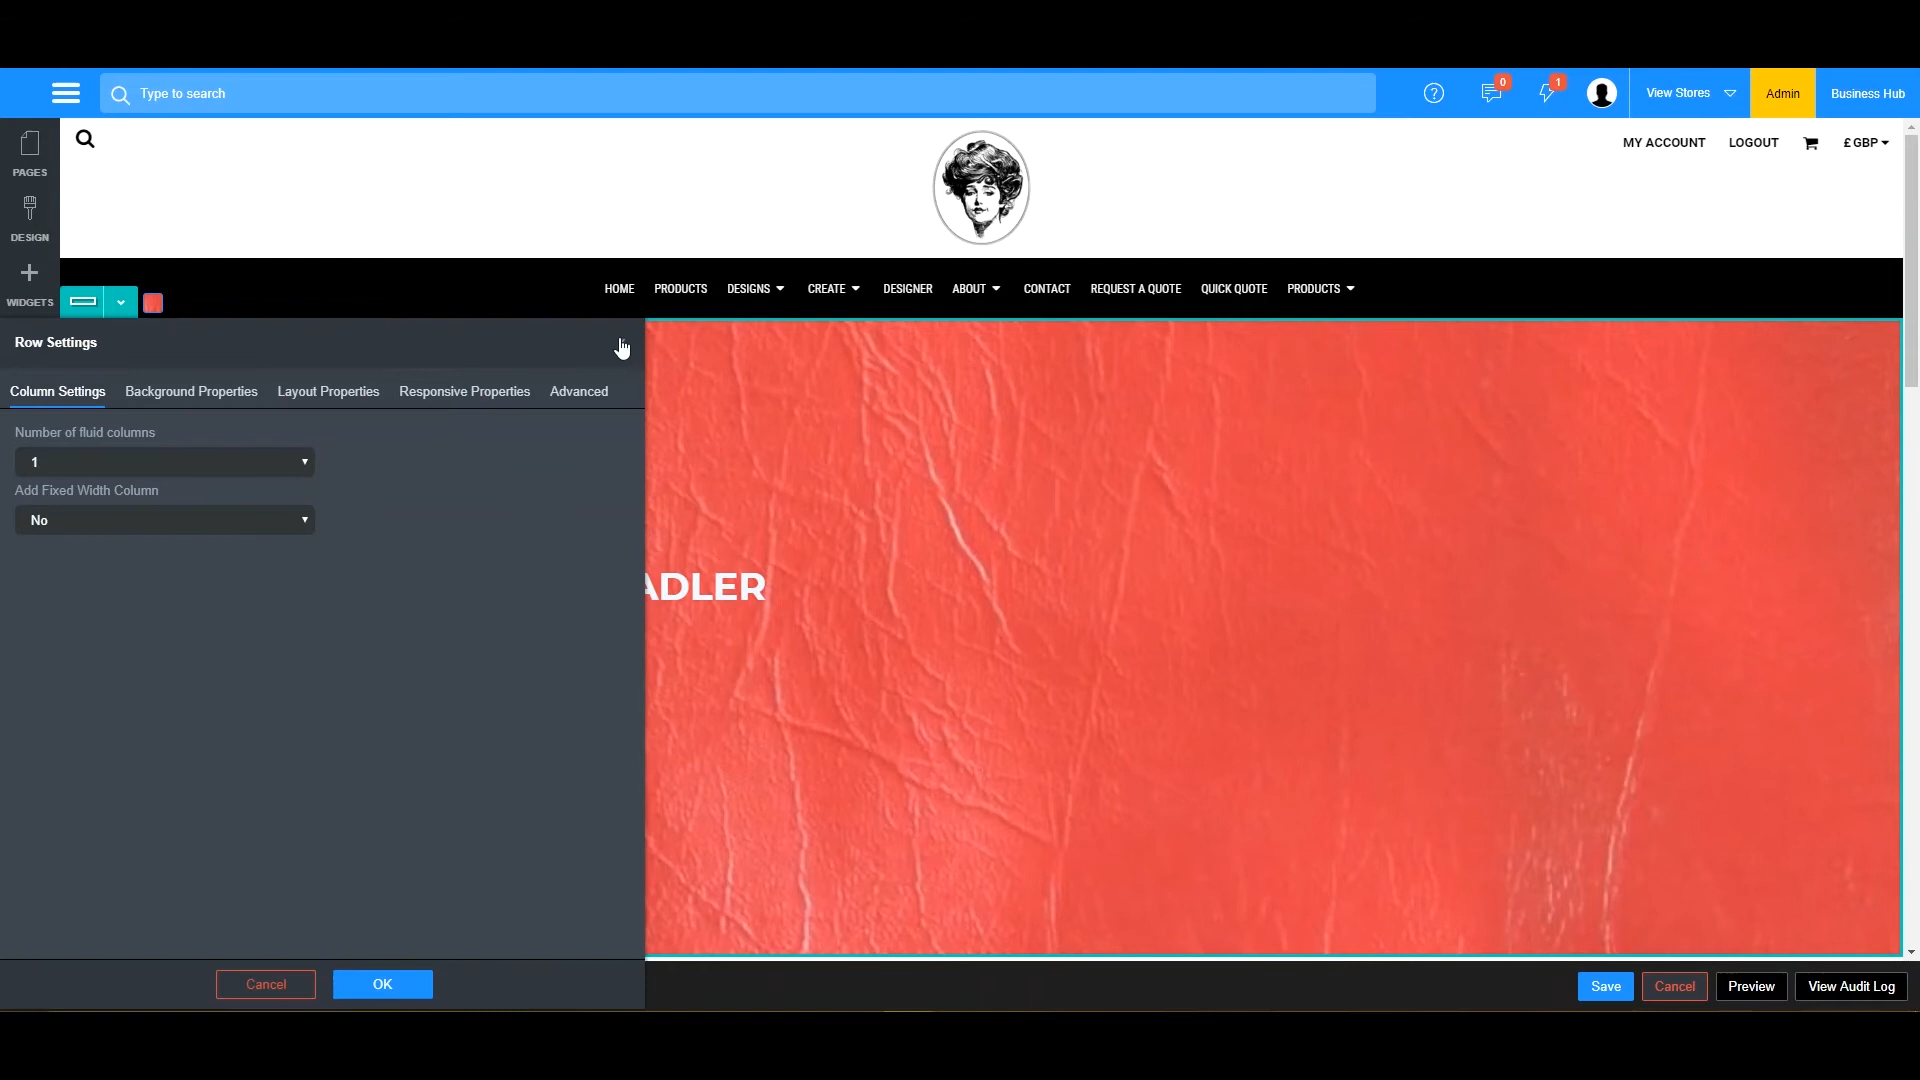 Type to search
0
1
View Stores
Admin
Business Hub
MY ACCOUNT
LOGOUT
£ GBP
PAGES
DESIGN
WIDGETS
HOME
PRODUCTS
DESIGNS
CREATE
DESIGNER
ABOUT
CONTACT
REQUEST A QUOTE
QUICK QUOTE
PRODUCTS
Row Settings
Column Settings
Background Properties
Layout Properties
Responsive Properties
Advanced
Number of fluid columns
1
Add Fixed Width Column
No
ADLER
Cancel
OK
Save
Cancel
Preview
View Audit Log